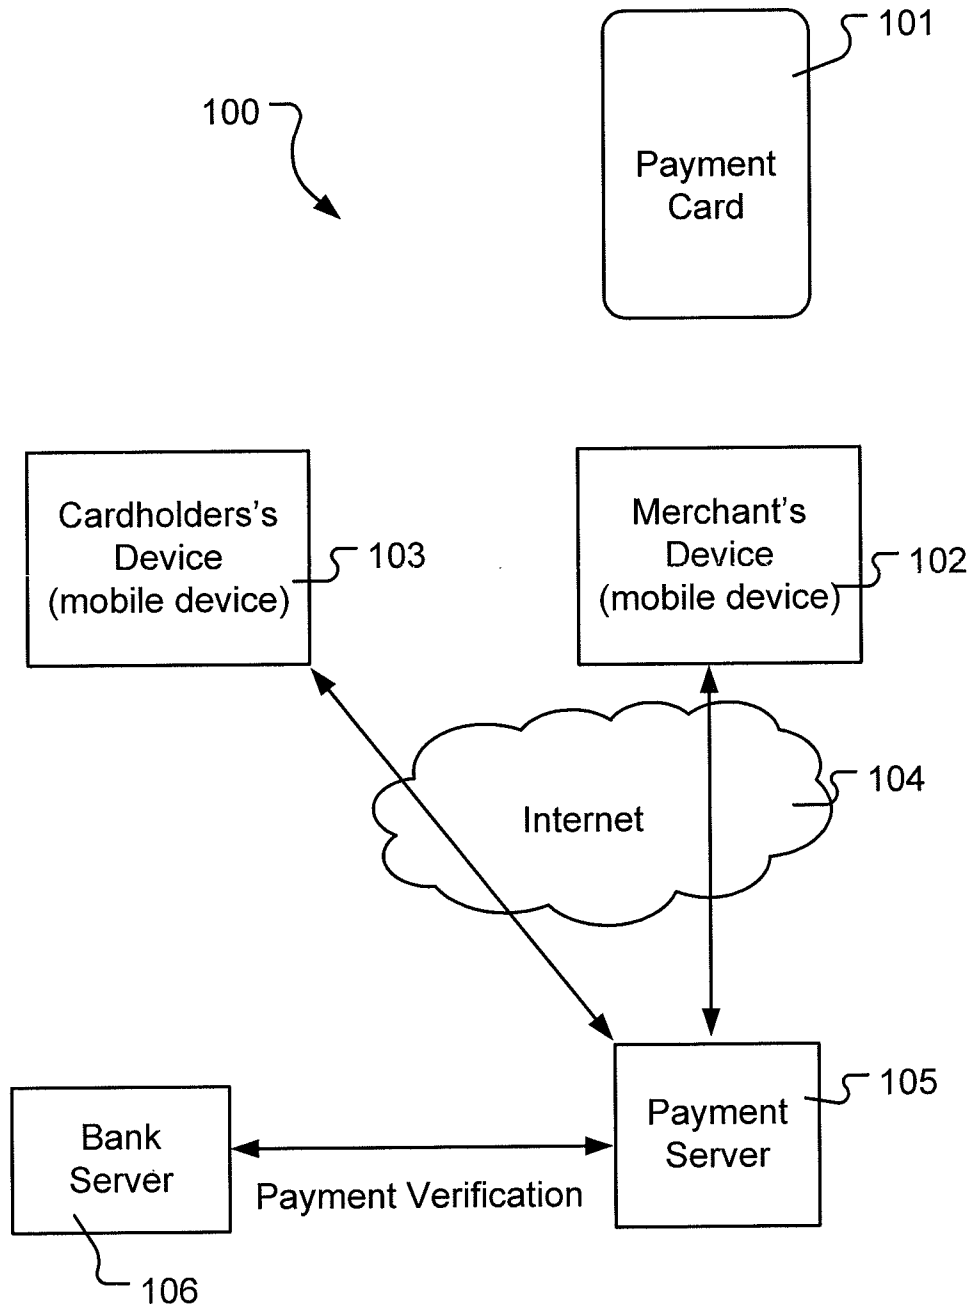 101
100
Payment
Card
Cardholders's
Device
(mobile device)
103
Merchant's
Device
(mobile device)
102
Internet
104
Payment
Server
105
Bank
Server
Payment Verification
106